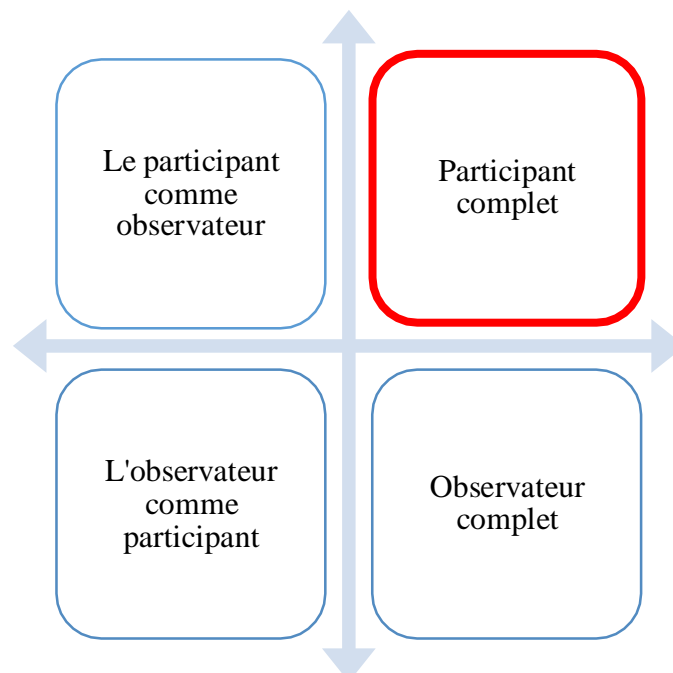 Le participant
comme
observateur
Participant
complet
L'observateur
comme
participant
Observateur
complet